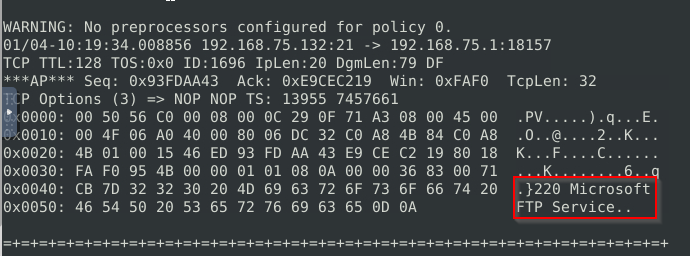 WARNING: No preprocessors configured for policy 0.
01/04-10:19:34.008856 192.168.75.132:21 -> 192.168.75.1:18157
TCP TTL:128 TOS:0x0 ID:1696 IpLen:20 DgmLen:79 DF
***AP*** Seq: 0x93FDAA43  Ack: 0xE9CEC219  Win: 0xFAF0  TcpLen: 32
TCP Options (3) => NOP NOP TS: 13955 7457661
0x0000: 00 50 56 C0 00 08 00 0C 29 0F 71 A3 08 00 45 00  .PV.....).q...E.
0x0010: 00 4F 06 A0 40 00 80 06 DC 32 C0 A8 4B 84 C0 A8  .O..@....2..K...
0x0020: 4B 01 00 15 46 ED 93 FD AA 43 E9 CE C2 19 80 18  K...F....C......
0x0030: FA F0 95 4B 00 00 01 01 08 0A 00 00 36 83 00 71  ...K........6..q
0x0040: CB 7D 32 32 30 20 4D 69 63 72 6F 73 6F 66 74 20  .}220 Microsoft
0x0050: 46 54 50 20 53 65 72 76 69 63 65 0D 0A  FTP Service..
=+=+=+=+=+=+=+=+=+=+=+=+=+=+=+=+=+=+=+=+=+=+=+=+=+=+=+=+=+=+=+=+=+=+=+=+=+